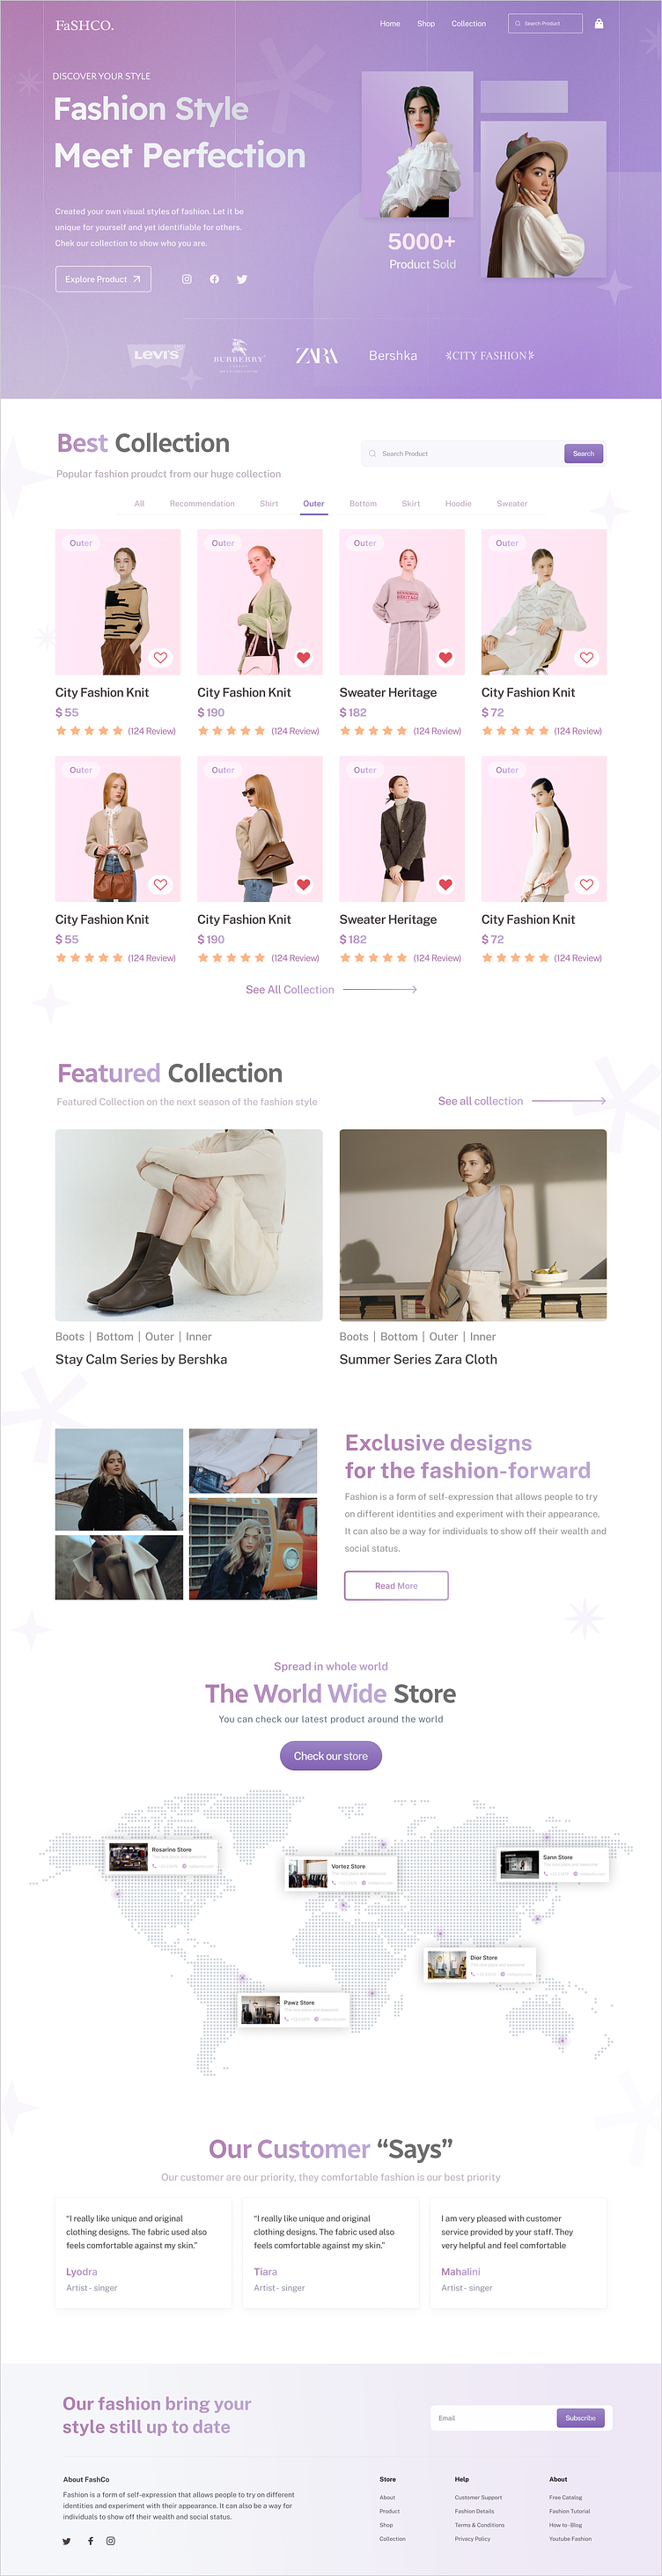 FaSHCO.
Home Shop Collection Search Product
DISCOVER YOUR STYLE
Fashion Style
Meet Perfection
Created your own visual styles of fashion. Let it be
unique for yourself and yet identifiable for others.
Chek our collection to show who you are.
Explore Product
5000+
Product Sold
LEVI'S
BURBERRY
ZARA
Bershka
CITY FASHION
Best Collection
Popular fashion proudct from our huge collection
Search Product Search
All Recommendation Shirt Outer Bottom Skirt Hoodie Sweater
Outer Outer Outer Outer
City Fashion Knit City Fashion Knit Sweater Heritage City Fashion Knit
$ 55 $ 190 $ 182 $ 72
(124 Review) (124 Review) (124 Review) (124 Review)
Outer Outer Outer Outer
City Fashion Knit City Fashion Knit Sweater Heritage City Fashion Knit
$ 55 $ 190 $ 182 $ 72
(124 Review) (124 Review) (124 Review) (124 Review)
See All Collection
Featured Collection
Featured Collection on the next season of the fashion style
See all collection
Boots | Bottom | Outer | Inner
Stay Calm Series by Bershka
Boots | Bottom | Outer | Inner
Summer Series Zara Cloth
Exclusive designs
for the fashion-forward
Fashion is a form of self-expression that allows people to try
on different identities and experiment with their appearance.
It can also be a way for individuals to show off their wealth and
social status.
Read More
Spread in whole world
The World Wide Store
You can check our latest product around the world
Check our store
Rosarino Store
Vortez Store
Sann Store
Dior Store
Pawz Store
Our Customer “Says”
Our customer are our priority, they comfortable fashion is our best priority
“I really like unique and original
clothing designs. The fabric used also
feels comfortable against my skin.”
Lyodra
Artist - singer
“I really like unique and original
clothing designs. The fabric used also
feels comfortable against my skin.”
Tiara
Artist - singer
I am very pleased with customer
service provided by your staff. They
very helpful and feel comfortable
Mahalini
Artist - singer
Our fashion bring your
style still up to date
Email Subscribe
About FashCo
Fashion is a form of self-expression that allows people to try on different
identities and experiment with their appearance. It can also be a way for
individuals to show off their wealth and social status.
Store
About
Product
Shop
Collection
Help
Customer Support
Fashion Details
Terms & Conditions
Privacy Policy
About
Free Catalog
Fashion Tutorial
How to - Blog
Youtube Fashion